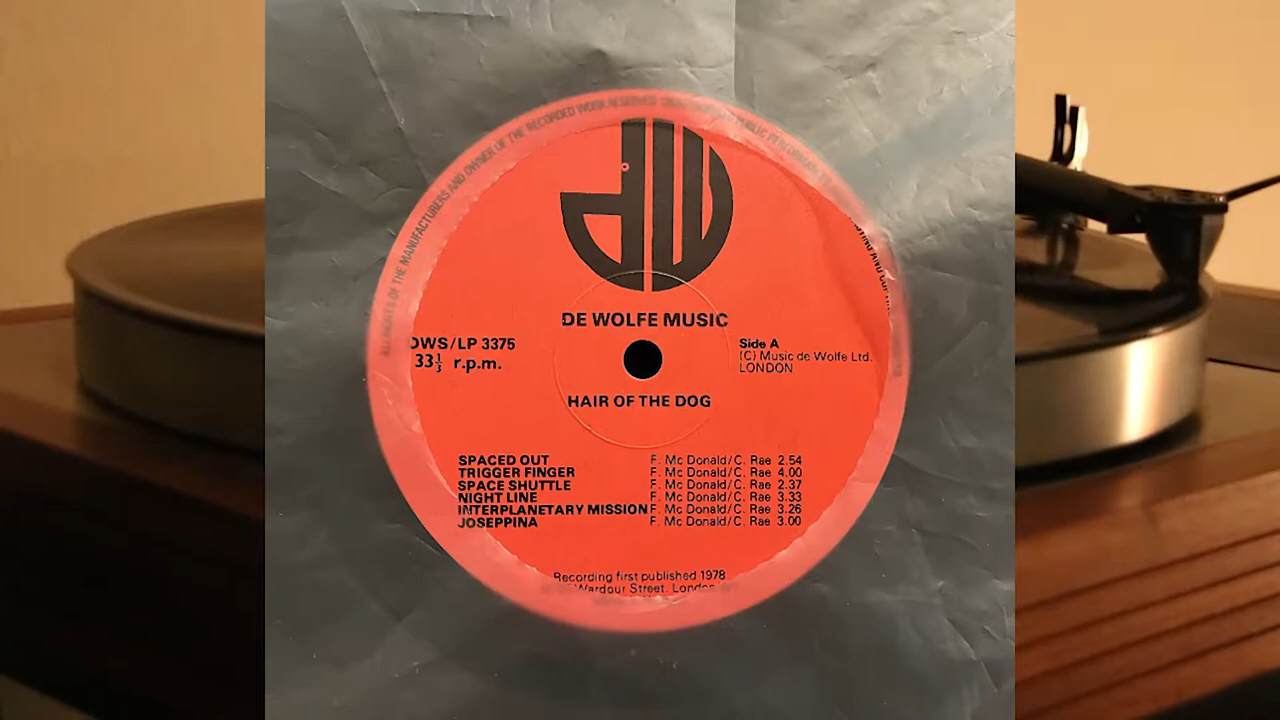 ALL RIGHTS OF THE MANUFACTURERS AND OWNER OF THE RECORDED WORK RESERVED
PUBLIC
AND
dW
DE WOLFE MUSIC
DWS/LP 3375
33⅓ r.p.m.
Side A
(C) Music de Wolfe Ltd.
LONDON
HAIR OF THE DOG
SPACED OUT F. Mc Donald/C. Rae 2.54
TRIGGER FINGER F. Mc Donald/C. Rae 4.00
SPACE SHUTTLE F. Mc Donald/C. Rae 2.37
NIGHT LINE F. Mc Donald/C. Rae 3.33
INTERPLANETARY MISSION F. Mc Donald/C. Rae 3.26
JOSEPPINA F. Mc Donald/C. Rae 3.00
Recording first published 1978
Wardour Street, London